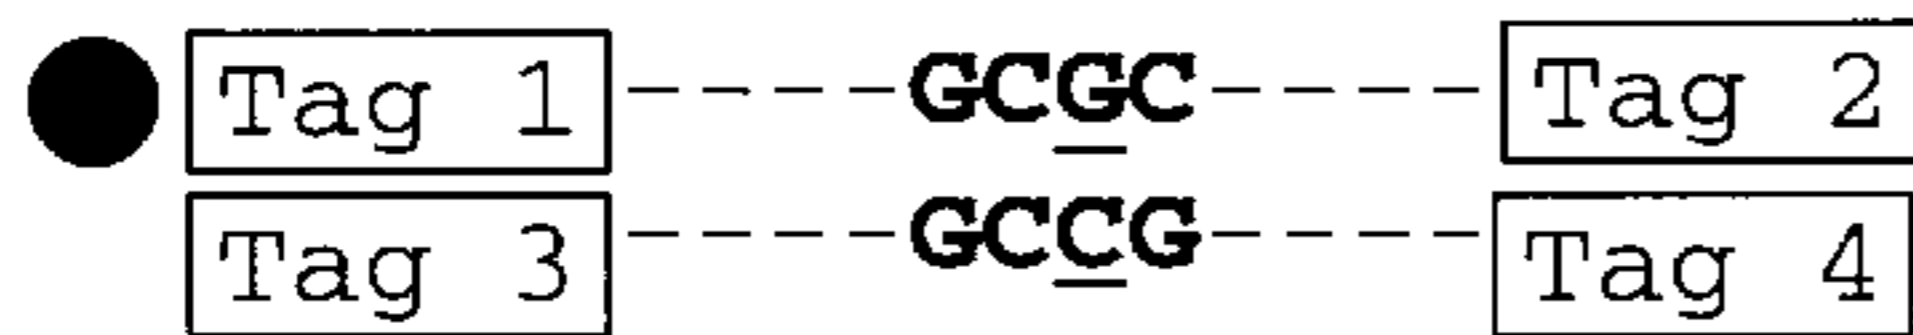 Tag 1 -----GCGC---- Tag 2
Tag 3 ----GCCG---- Tag 4